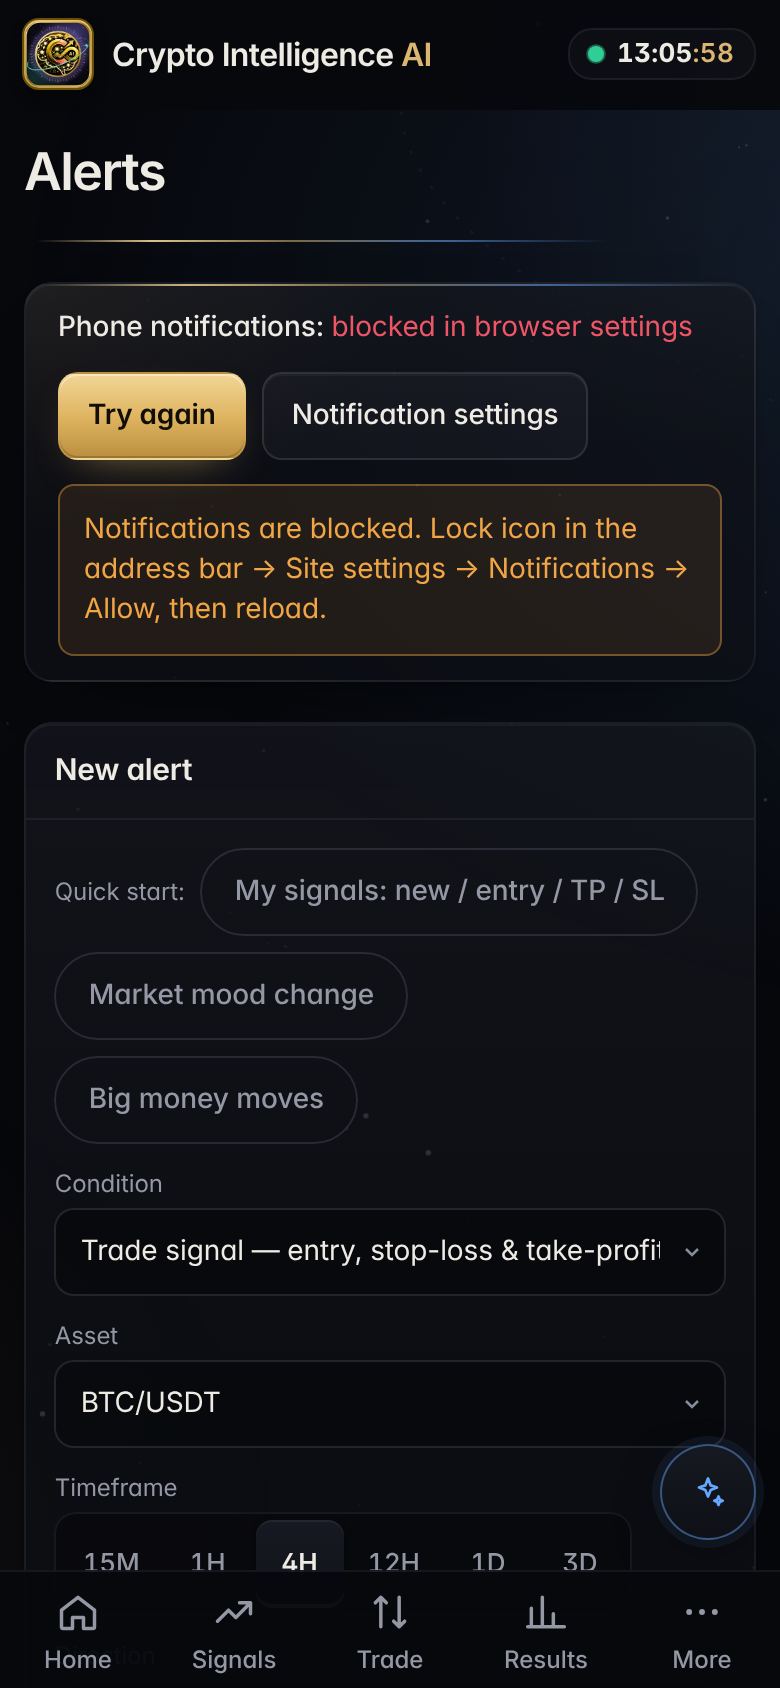 Crypto Intelligence AI
13:05:58
Alerts
Phone notifications: blocked in browser settings
Try again
Notification settings
Notifications are blocked. Lock icon in the
address bar → Site settings → Notifications →
Allow, then reload.
New alert
Quick start:
My signals: new / entry / TP / SL
Market mood change
Big money moves
Condition
Trade signal — entry, stop-loss & take-profit
Asset
BTC/USDT
Timeframe
15M 1H 4H 12H 1D 3D
Home Signals Trade Results More